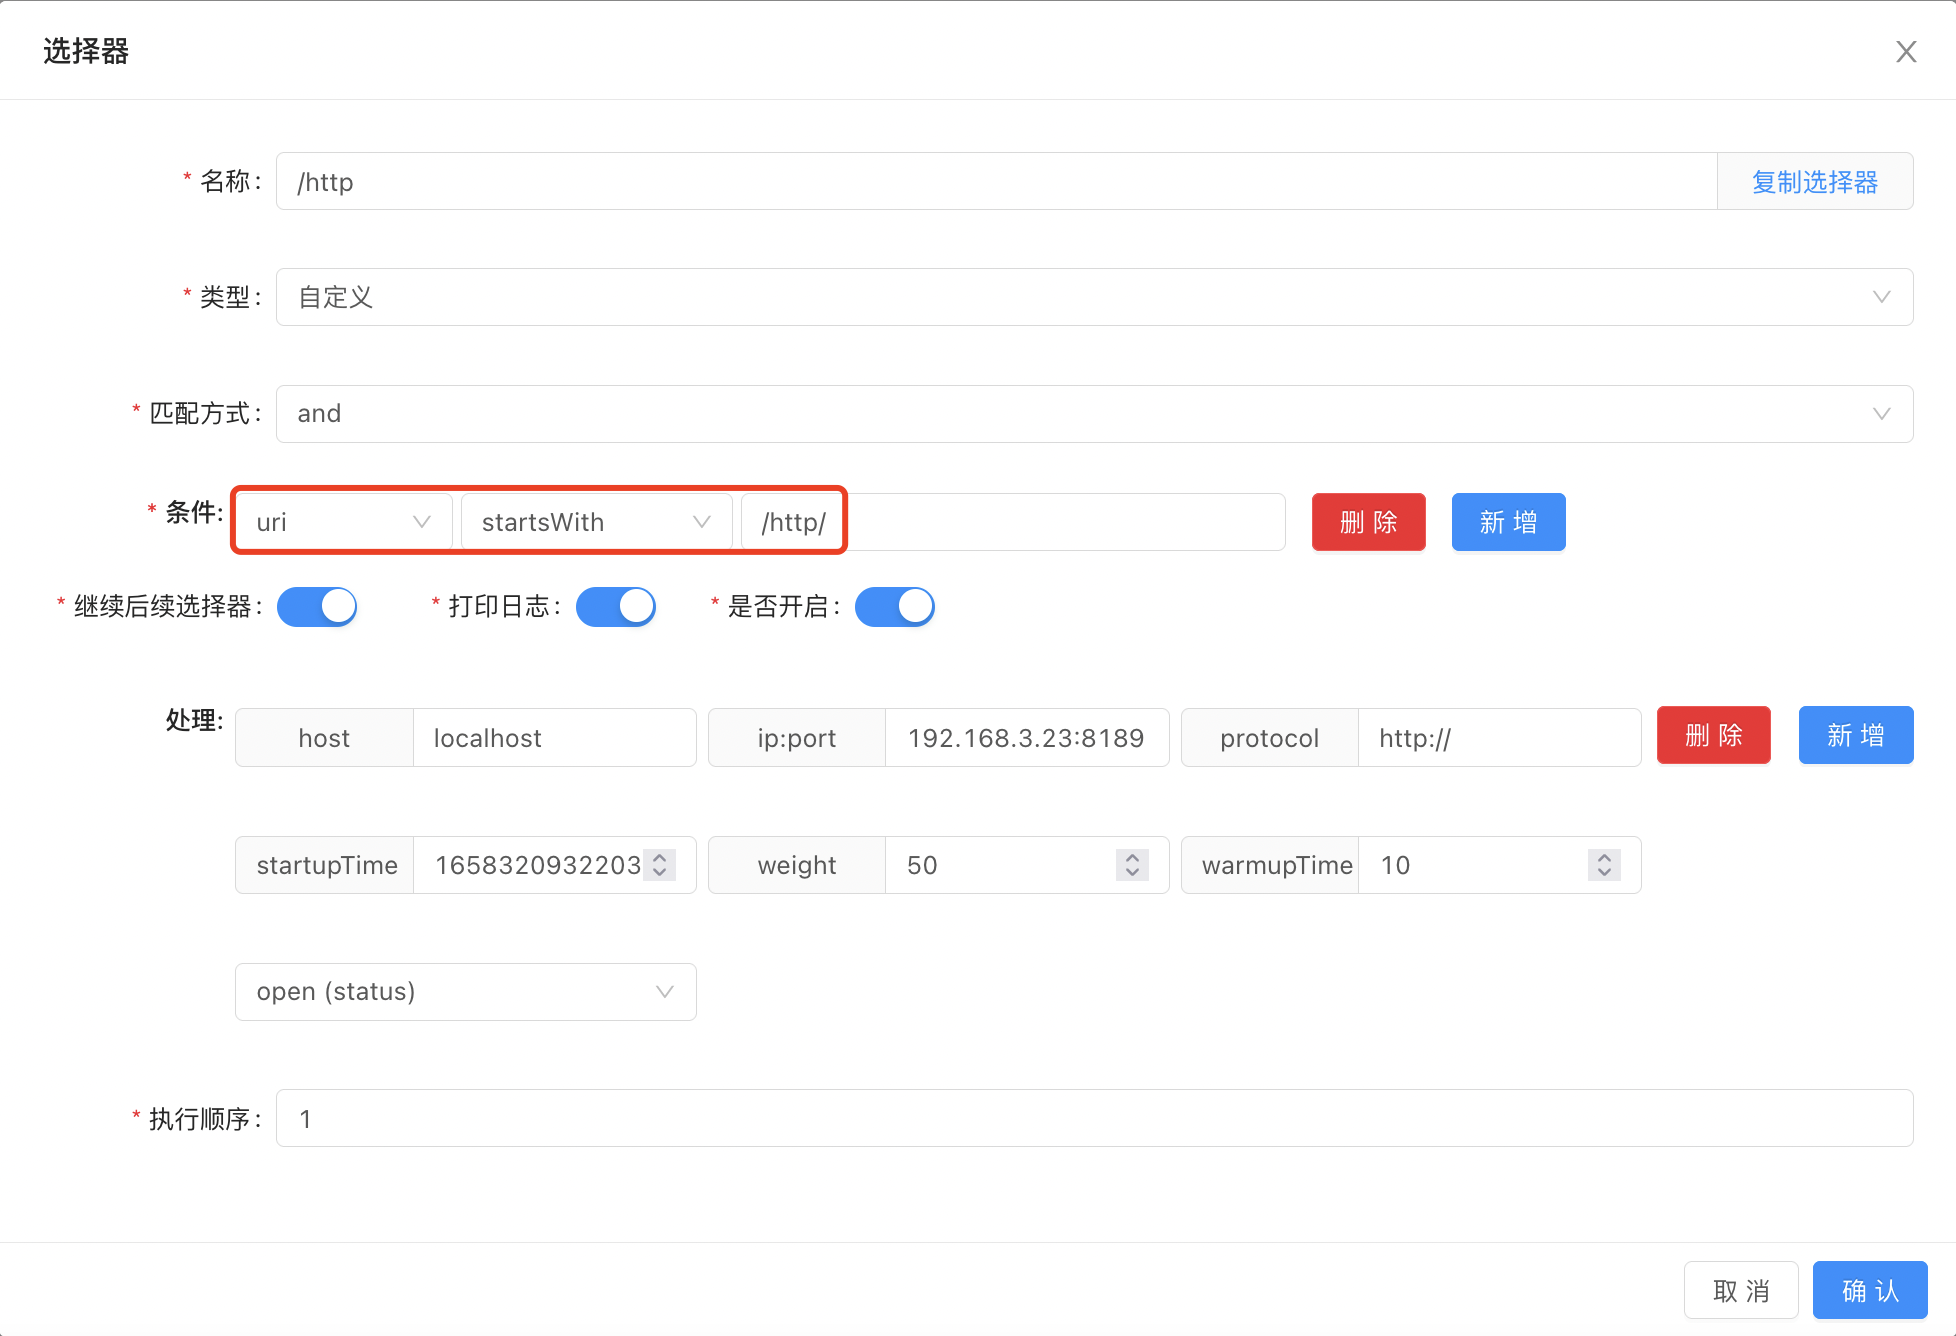 选择器 X
* 名称: /http 复制选择器
* 类型: 自定义
* 匹配方式: and
* 条件: uri startsWith /http/ 删 除 新 增
* 继续后续选择器: * 打印日志: * 是否开启:
处理: host localhost ip:port 192.168.3.23:8189 protocol http:// 删 除 新 增
startupTime 1658320932203 weight 50 warmupTime 10
open (status)
* 执行顺序: 1
取 消 确 认